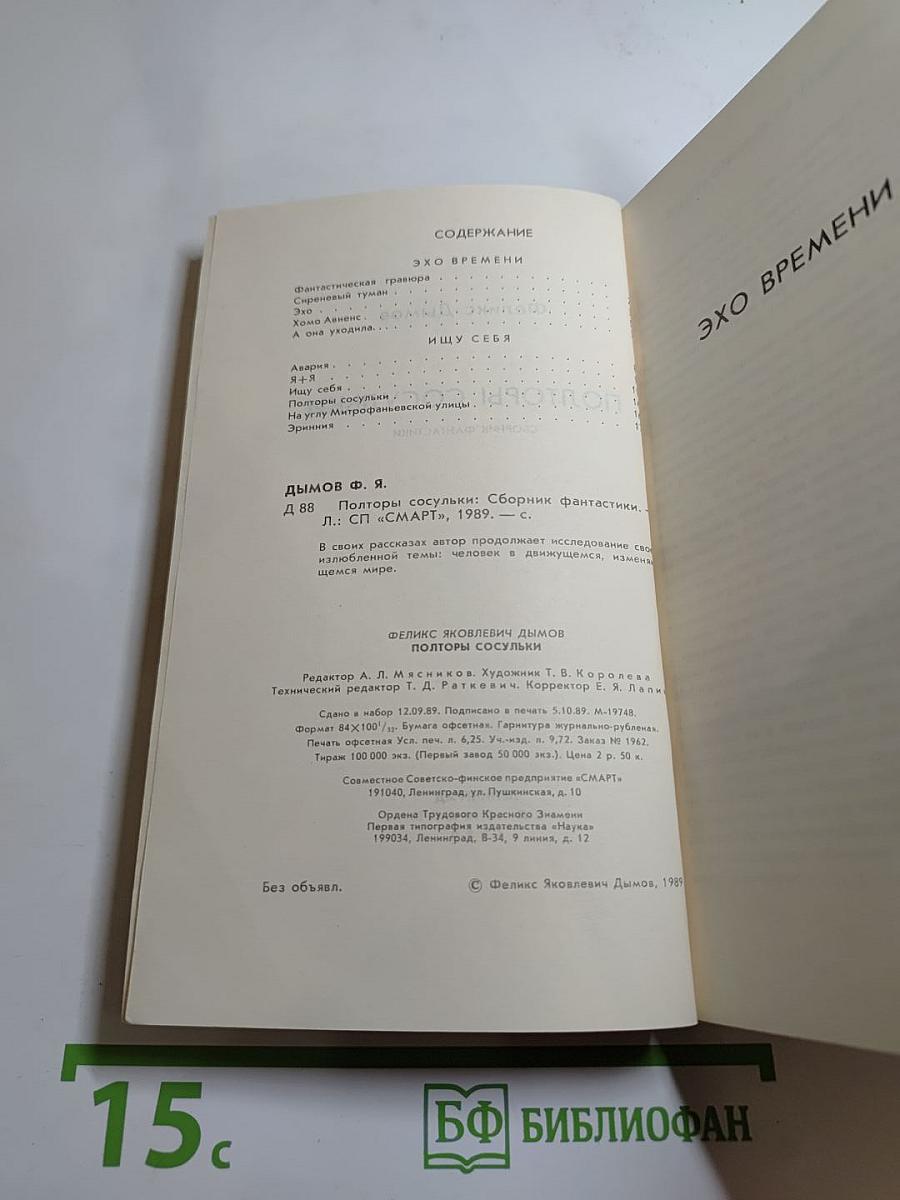 СОДЕРЖАНИЕ
ЭХО ВРЕМЕНИ
Фантастическая гравюра
Сиреневый туман
Эхо
Хомо Авиенс
А она уходила...
ИЩУ СЕБЯ
Авария
Я+Я
Ищу себя
Полторы сосульки
На углу Митрофаньевской улицы
Эринния
ДЫМОВ Ф. Я.
Д 88 Полторы сосульки: Сборник фантастики. —
Л.: СП «СМАРТ», 1989. — с.
В своих рассказах автор продолжает исследование сво
излюбленной темы: человек в движущемся, изменя
щемся мире.
ФЕЛИКС ЯКОВЛЕВИЧ ДЫМОВ
ПОЛТОРЫ СОСУЛЬКИ
Редактор А. Л. Мясников. Художник Т. В. Королева
Технический редактор Т. Д. Раткевич. Корректор Е. Я. Лапи
Сдано в набор 12.09.89. Подписано в печать 5.10.89. М-19748.
Формат 84×100¹/₃₂. Бумага офсетная. Гарнитура журнально-рубленая.
Печать офсетная Усл. печ. л. 6,25. Уч.-изд. л. 9,72. Заказ № 1962.
Тираж 100 000 экз. (Первый завод 50 000 экз.). Цена 2 р. 50 к.
Совместное Советско-финское предприятие «СМАРТ»
191040, Ленинград, ул. Пушкинская, д. 10
Ордена Трудового Красного Знамени
Первая типография издательства «Наука»
199034, Ленинград, В-34, 9 линия, д. 12
Без объявл.
© Феликс Яковлевич Дымов, 1989
ЭХО ВРЕМЕНИ
15 с
БФ БИБЛИОФАН